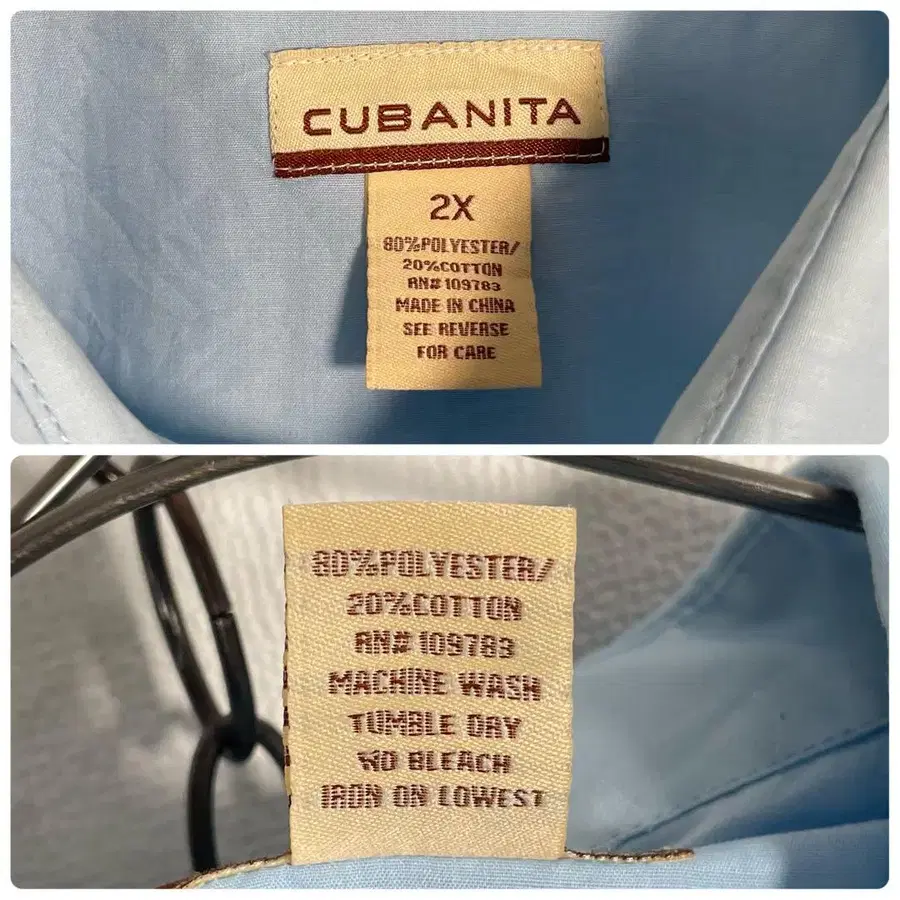 CUBANITA
2X
80%POLYESTER/
20%COTTON
RN# 109783
MADE IN CHINA
SEE REVERSE
FOR CARE
80%POLYESTER/
20%COTTON
RN# 109783
MACHINE WASH
TUMBLE DRY
NO BLEACH
IRON ON LOWEST